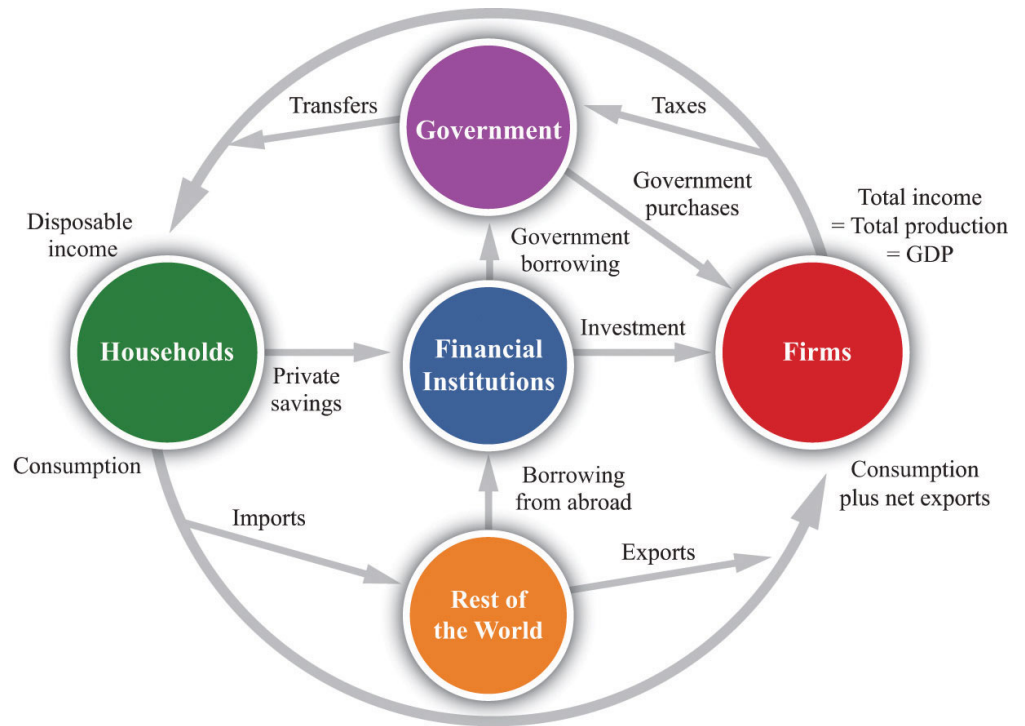 Transfers
Government
Taxes
Government
purchases
Disposable
income
Total income
= Total production
= GDP
Government
borrowing
Households
Private
savings
Financial
Institutions
Investment
Firms
Consumption
Borrowing
from abroad
Consumption
plus net exports
Imports
Exports
Rest of
the World